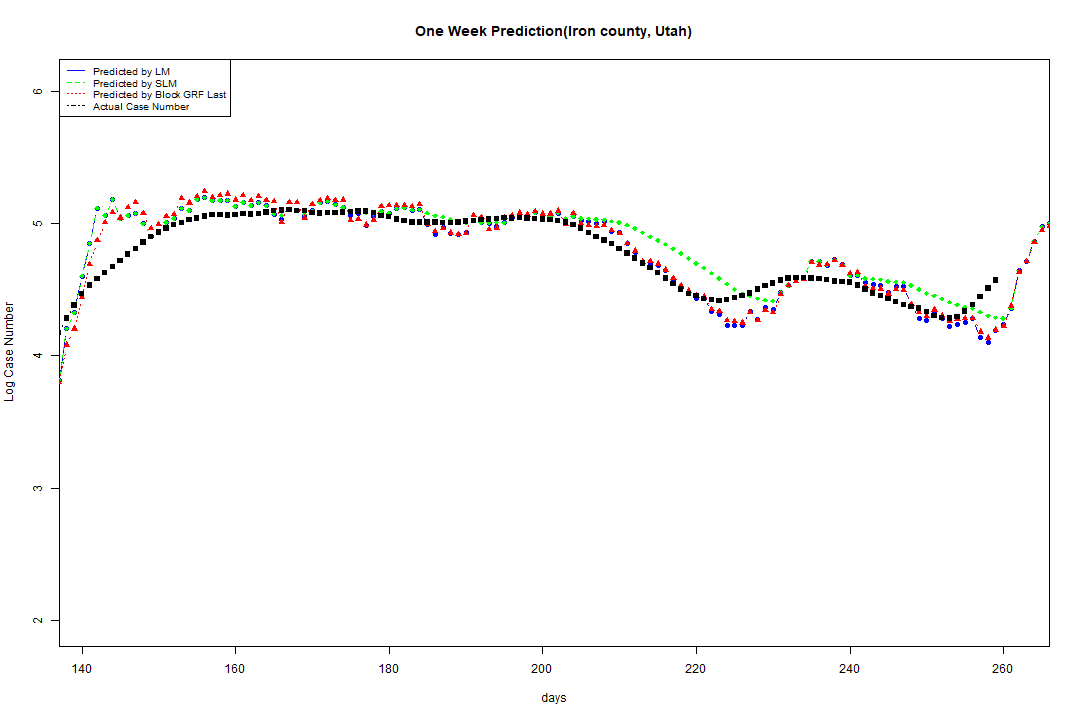 One Week Prediction(Iron county, Utah)
Predicted by LM
Predicted by SLM
Predicted by Block GRF Last
Actual Case Number
6
5
4
3
2
Log Case Number
140 160 180 200 220 240 260
days